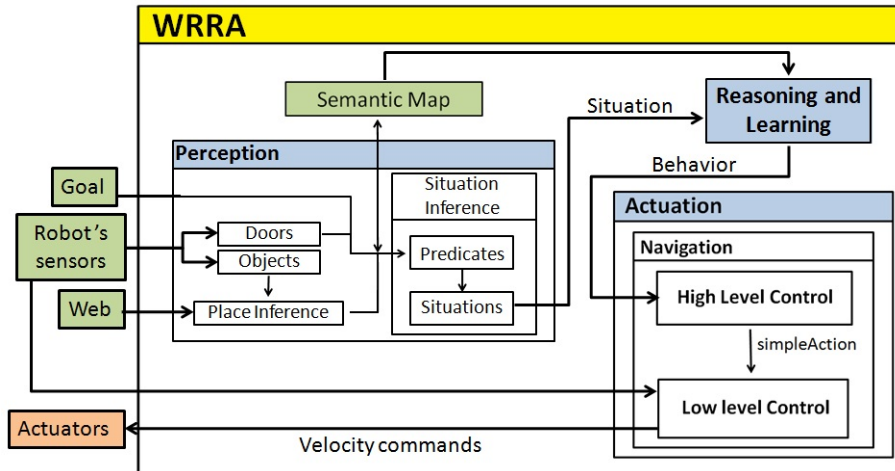 WRRA
Semantic Map
Reasoning and
Learning
Situation
Behavior
Perception
Situation
Inference
Goal
Robot's
sensors
Web
Doors
Objects
Place Inference
Predicates
Situations
Actuation
Navigation
High Level Control
simpleAction
Low level Control
Actuators
Velocity commands